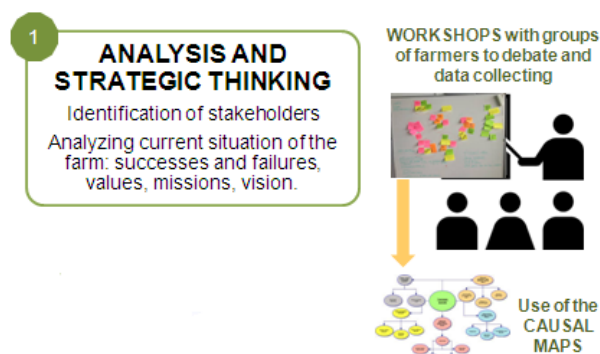 1
ANALYSIS AND
STRATEGIC THINKING
Identification of stakeholders
Analyzing current situation of the
farm: successes and failures,
values, missions, vision.
WORKSHOPS with groups
of farmers to debate and
data collecting
Use of the
CAUSAL
MAPS